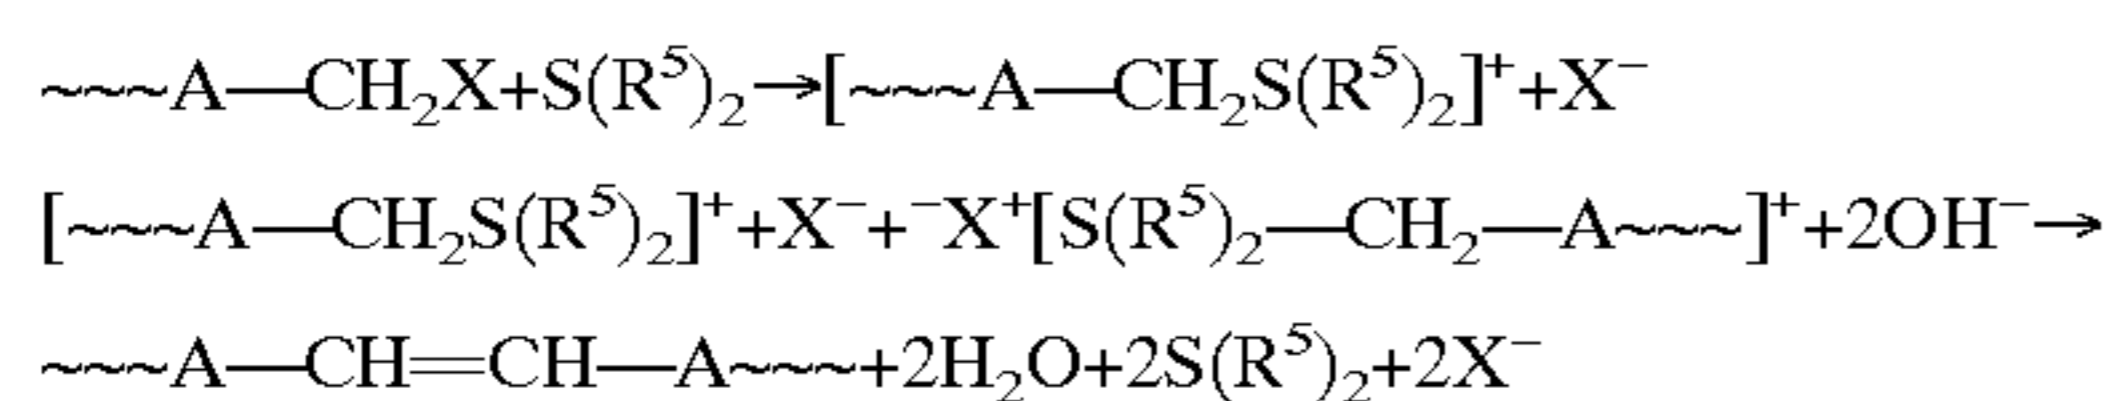 ~~~A—CH₂X+S(R⁵)₂→[~~~A—CH₂S(R⁵)₂]⁺+X⁻
[~~~A—CH₂S(R⁵)₂]⁺+X⁻+⁻X⁺[S(R⁵)₂—CH₂—A~~~]⁺+2OH⁻→
~~~A—CH=CH—A~~~+2H₂O+2S(R⁵)₂+2X⁻